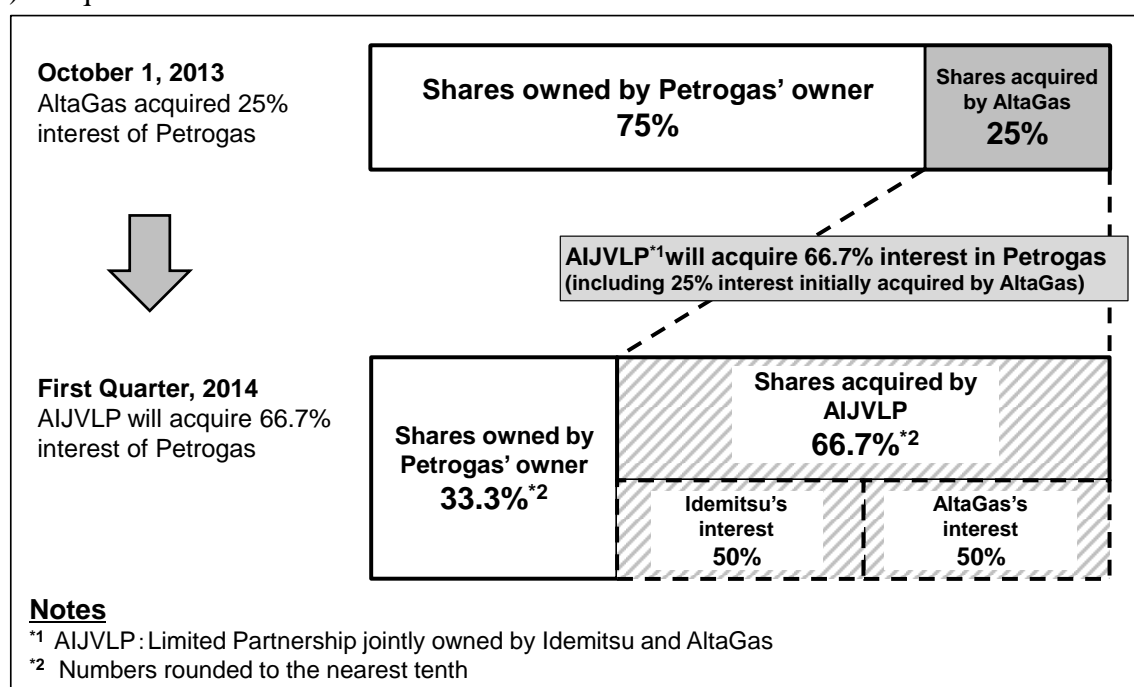 October 1, 2013
AltaGas acquired 25%
interest of Petrogas
Shares owned by Petrogas’ owner
75%
Shares acquired
by AltaGas
25%
AIJVLP*1will acquire 66.7% interest in Petrogas
(including 25% interest initially acquired by AltaGas)
First Quarter, 2014
AIJVLP will acquire 66.7%
interest of Petrogas
Shares owned by
Petrogas’ owner
33.3%*2
Shares acquired by
AIJVLP
66.7%*2
Idemitsu’s
interest
50%
AltaGas’s
interest
50%
Notes
*1 AIJVLP：Limited Partnership jointly owned by Idemitsu and AltaGas
*2 Numbers rounded to the nearest tenth